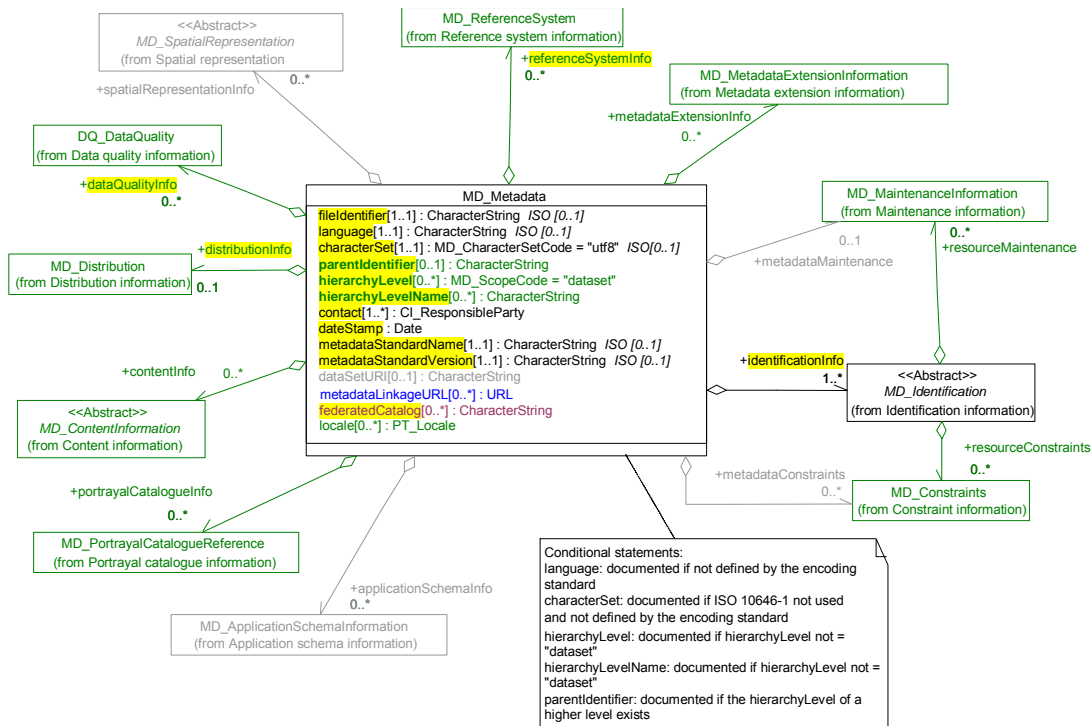 <<Abstract>>
MD_SpatialRepresentation
(from Spatial representation
0..*
+spatialRepresentationInfo
MD_ReferenceSystem
(from Reference system information)
+referenceSystemInfo
0..*
MD_MetadataExtensionInformation
(from Metadata extension information)
+metadataExtensionInfo
0..*
DQ_DataQuality
(from Data quality information)
+dataQualityInfo
0..*
+distributionInfo
MD_Distribution
(from Distribution information)
0..1
MD_Metadata
fileIdentifier[1..1] : CharacterString ISO [0..1]
language[1..1] : CharacterString ISO [0..1]
characterSet[1..1] : MD_CharacterSetCode = "utf8" ISO[0..1]
parentIdentifier[0..1] : CharacterString
hierarchyLevel[0..*] : MD_ScopeCode = "dataset"
hierarchyLevelName[0..*] : CharacterString
contact[1..*] : CI_ResponsibleParty
dateStamp : Date
metadataStandardName[1..1] : CharacterString ISO [0..1]
metadataStandardVersion[1..1] : CharacterString ISO [0..1]
dataSetURI[0..1] : CharacterString
metadataLinkageURL[0..*] : URL
federatedCatalog[0..*] : CharacterString
locale[0..*] : PT_Locale
MD_MaintenanceInformation
(from Maintenance information)
0..1
+metadataMaintenance
0..*
+resourceMaintenance
+identificationInfo
1..*
<<Abstract>>
MD_Identification
(from Identification information)
+resourceConstraints
0..*
+metadataConstraints
0..*
MD_Constraints
(from Constraint information)
+contentInfo
0..*
<<Abstract>>
MD_ContentInformation
(from Content information)
+portrayalCatalogueInfo
0..*
MD_PortrayalCatalogueReference
(from Portrayal catalogue information)
+applicationSchemaInfo
0..*
MD_ApplicationSchemaInformation
(from Application schema information)
Conditional statements:
language: documented if not defined by the encoding
standard
characterSet: documented if ISO 10646-1 not used
and not defined by the encoding standard
hierarchyLevel: documented if hierarchyLevel not =
"dataset"
hierarchyLevelName: documented if hierarchyLevel not =
"dataset"
parentIdentifier: documented if the hierarchyLevel of a
higher level exists